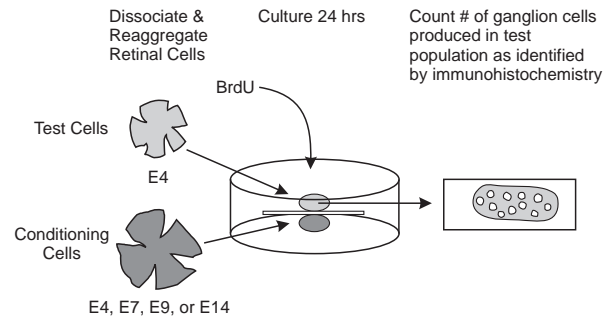 Dissociate &
Reaggregate
Retinal Cells
Culture 24 hrs
Count # of ganglion cells
produced in test
population as identified
by immunohistochemistry
BrdU
Test Cells
E4
Conditioning
Cells
E4, E7, E9, or E14